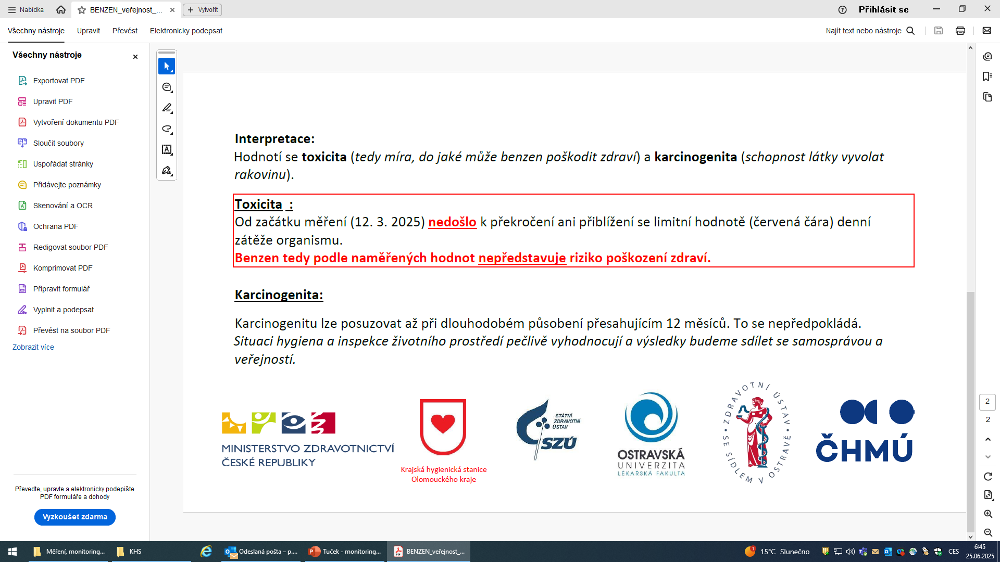 Nabídka
BENZEN_veřejnost_...
Vytvořit
Přihlásit se
Všechny nástroje
Upravit
Převést
Elektronicky podepsat
Najít text nebo nástroje
Všechny nástroje
Exportovat PDF
Upravit PDF
Vytvoření dokumentu PDF
Sloučit soubory
Uspořádat stránky
Přidávejte poznámky
Skenování a OCR
Ochrana PDF
Redigovat soubor PDF
Komprimovat PDF
Připravit formulář
Vyplnit a podepsat
Převést na soubor PDF
Zobrazit více
Převeďte, upravte a elektronicky podepište
PDF formuláře a dohody
Vyzkoušet zdarma
Interpretace:
Hodnotí se toxicita (tedy míra, do jaké může benzen poškodit zdraví) a karcinogenita (schopnost látky vyvolat
rakovinu).
Toxicita :
Od začátku měření (12. 3. 2025) nedošlo k překročení ani přiblížení se limitní hodnotě (červená čára) denní
zátěže organismu.
Benzen tedy podle naměřených hodnot nepředstavuje riziko poškození zdraví.
Karcinogenita:
Karcinogenitu lze posuzovat až při dlouhodobém působení přesahujícím 12 měsíců. To se nepředpokládá.
Situaci hygiena a inspekce životního prostředí pečlivě vyhodnocují a výsledky budeme sdílet se samosprávou a
veřejností.
MINISTERSTVO ZDRAVOTNICTVÍ
ČESKÉ REPUBLIKY
Krajská hygienická stanice
Olomouckého kraje
STÁTNÍ
ZDRAVOTNÍ
ÚSTAV
SZÚ
OSTRAVSKÁ
UNIVERZITA
LÉKAŘSKÁ FAKULTA
ZDRAVOTNÍ ÚSTAV • SE SÍDLEM V OSTRAVĚ •
ČHMÚ
2
2
Měření, monitoring...
KHS
Odeslaná pošta – p....
Tuček - monitoring...
BENZEN_veřejnost_...
1
15°C Slunečno
CES
6:45
25.06.2025